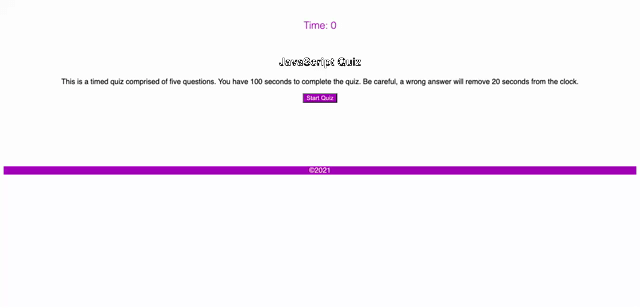 Time: 0
JavaScript Quiz
This is a timed quiz comprised of five questions. You have 100 seconds to complete the quiz. Be careful, a wrong answer will remove 20 seconds from the clock.
Start Quiz
©2021